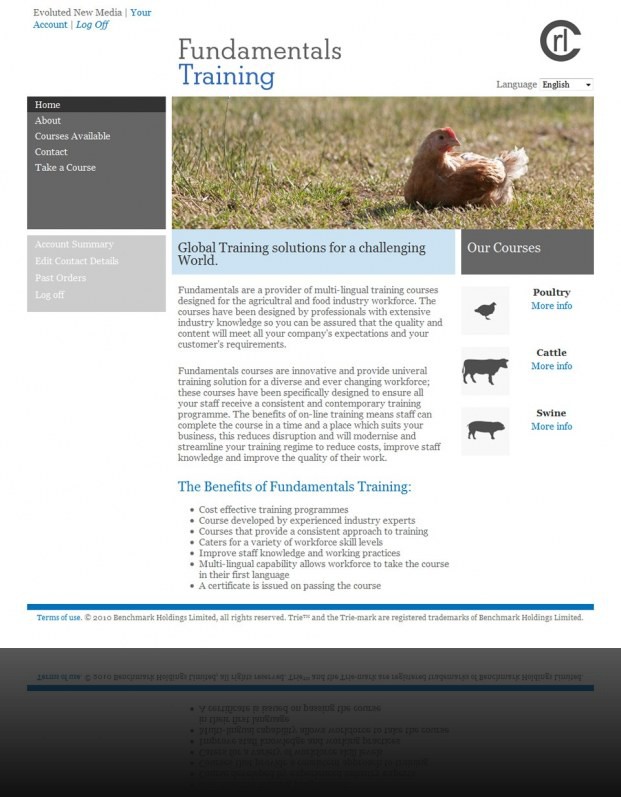 Evoluted New Media | Your
Account | Log Off
Fundamentals
Training
crl
Language English
Home
About
Courses Available
Contact
Take a Course
Account Summary
Edit Contact Details
Past Orders
Log off
Global Training solutions for a challenging
World.
Our Courses
Fundamentals are a provider of multi-lingual training courses
designed for the agricultral and food industry workforce. The
courses have been designed by professionals with extensive
industry knowledge so you can be assured that the quality and
content will meet all your company's expectations and your
customer's requirements.
Fundamentals courses are innovative and provide univeral
training solution for a diverse and ever changing workforce;
these courses have been specifically designed to ensure all
your staff receive a consistent and contemporary training
programme. The benefits of on-line training means staff can
complete the course in a time and a place which suits your
business, this reduces disruption and will modernise and
streamline your training regime to reduce costs, improve staff
knowledge and improve the quality of their work.
Poultry
More info
Cattle
More info
Swine
More info
The Benefits of Fundamentals Training:
• Cost effective training programmes
• Course developed by experienced industry experts
• Courses that provide a consistent approach to training
• Caters for a variety of workforce skill levels
• Improve staff knowledge and working practices
• Multi-lingual capability allows workforce to take the course
in their first language
• A certificate is issued on passing the course
Terms of use. © 2010 Benchmark Holdings Limited, all rights reserved. Trie™ and the Trie-mark are registered trademarks of Benchmark Holdings Limited.